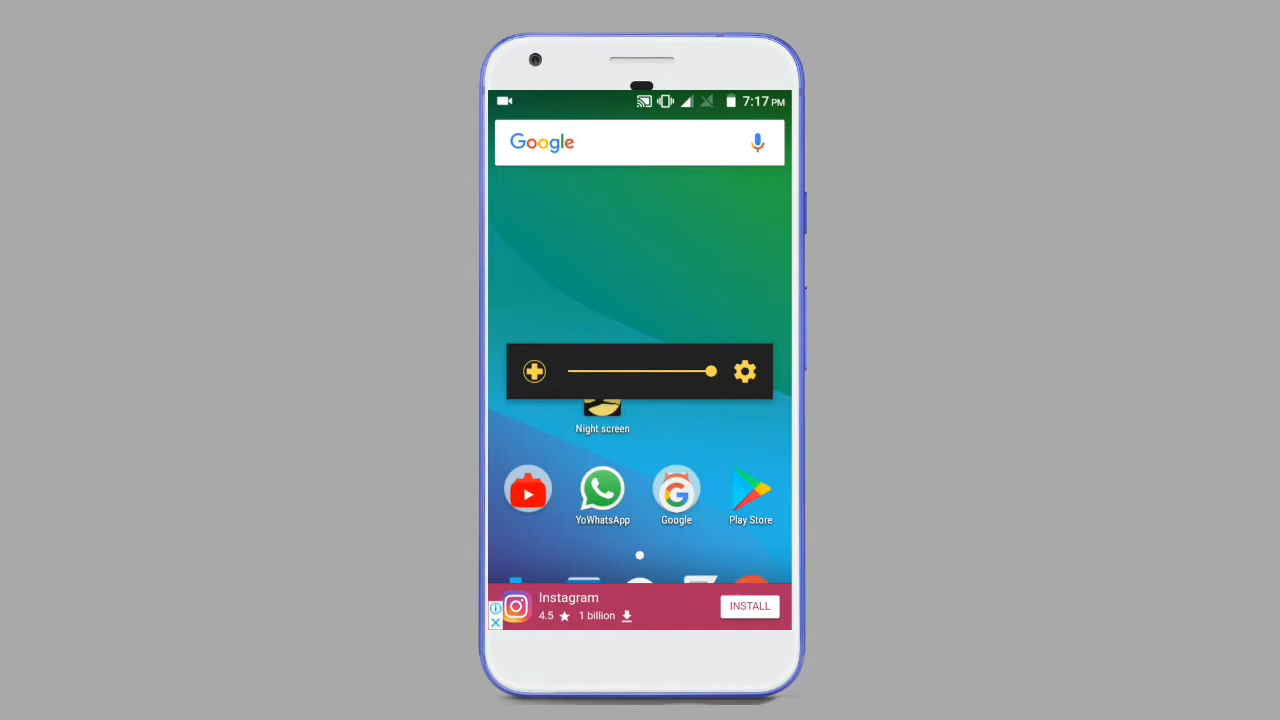 7:17 PM
Google
Night screen
YoWhatsApp
Google
Play Store
Instagram
4.5
1 billion
INSTALL